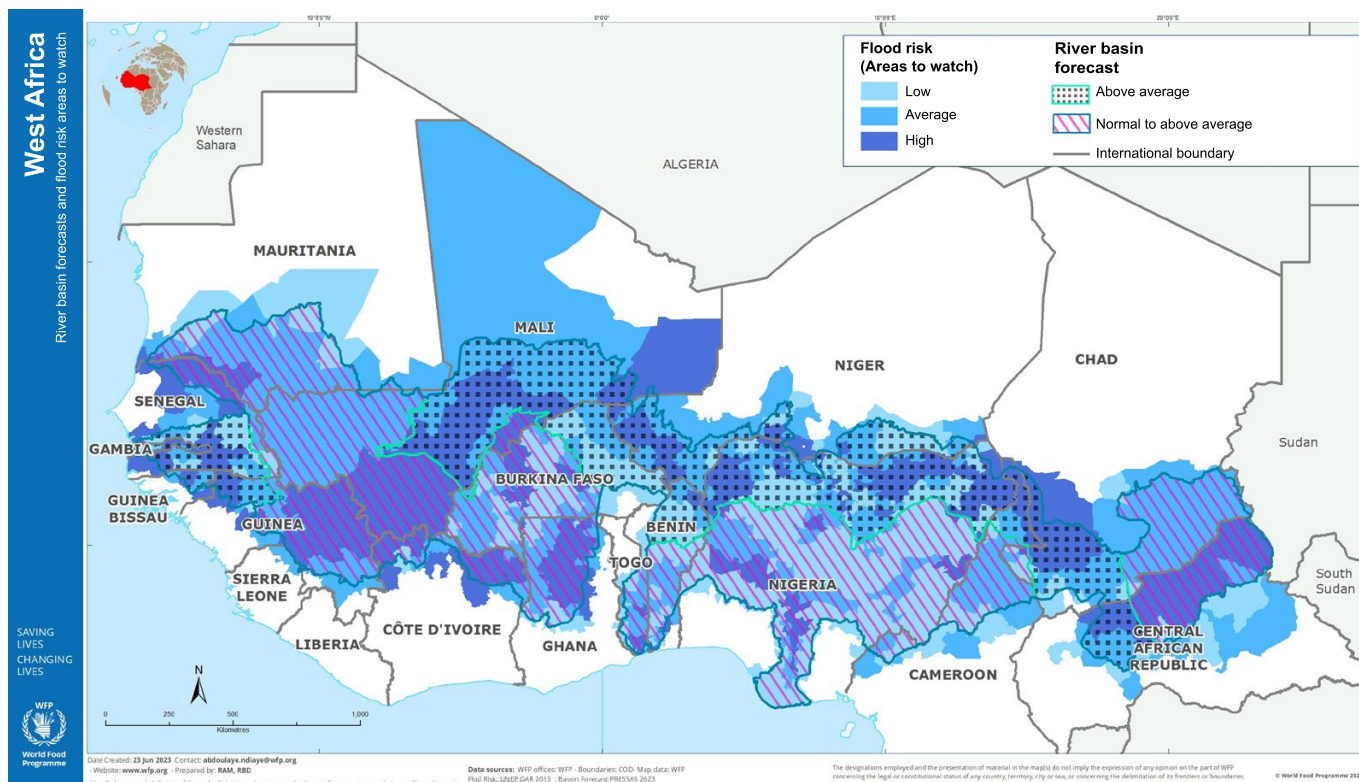 West Africa
River basin forecasts and flood risk areas to watch
SAVING
LIVES
CHANGING
LIVES
WFP
World Food
Programme
10°0'0"W
0°0'0"
10°0'0"E
20°0'0"E
Flood risk
(Areas to watch)
Low
Average
High
River basin
forecast
Above average
Normal to above average
International boundary
Western
Sahara
ALGERIA
MAURITANIA
MALI
NIGER
CHAD
SENEGAL
Sudan
GAMBIA
BURKINA FASO
GUINEA
BISSAU
GUINEA
BENIN
TOGO
SIERRA
LEONE
NIGERIA
South
Sudan
LIBERIA
CÔTE D'IVOIRE
GHANA
CENTRAL
AFRICAN
REPUBLIC
CAMEROON
N
0 250 500 1,000
Kilometres
Date Created: 23 Jun 2023 Contact: abdoulaye.ndiaye@wfp.org
- Website: www.wfp.org - Prepared by: RAM, RBD
Data sources: WFP offices: WFP - Boundaries: COD- Map data: WFP
Flod Risk, UNEP,GAR 2013 : Bassin Forecast,PRESSAS 2023
The designations employed and the presentation of material in the map(s) do not imply the expression of any opinion on the part of WFP
concerning the legal or constitutional status of any country, territory, city or sea, or concerning the delimitation of its frontiers or boundaries.
© World Food Programme 202